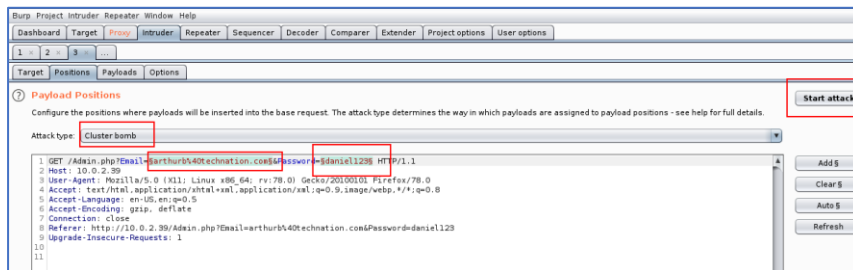 Burp Project Intruder Repeater Window Help
Dashboard Target Proxy Intruder Repeater Sequencer Decoder Comparer Extender Project options User options
1 × 2 × 3 × ...
Target Positions Payloads Options
? Payload Positions
Start attack
Configure the positions where payloads will be inserted into the base request. The attack type determines the way in which payloads are assigned to payload positions - see help for full details.
Attack type: Cluster bomb
1 GET /Admin.php?Email=§arthurb%40technation.com§&Password=§daniel123§ HTTP/1.1
Add §
2 Host: 10.0.2.39
3 User-Agent: Mozilla/5.0 (X11; Linux x86_64; rv:78.0) Gecko/20100101 Firefox/78.0
4 Accept: text/html,application/xhtml+xml,application/xml;q=0.9,image/webp,*/*;q=0.8
Clear §
5 Accept-Language: en-US,en;q=0.5
6 Accept-Encoding: gzip, deflate
Auto §
7 Connection: close
8 Referer: http://10.0.2.39/Admin.php?Email=arthurb%40technation.com&Password=daniel123
Refresh
9 Upgrade-Insecure-Requests: 1
10
11